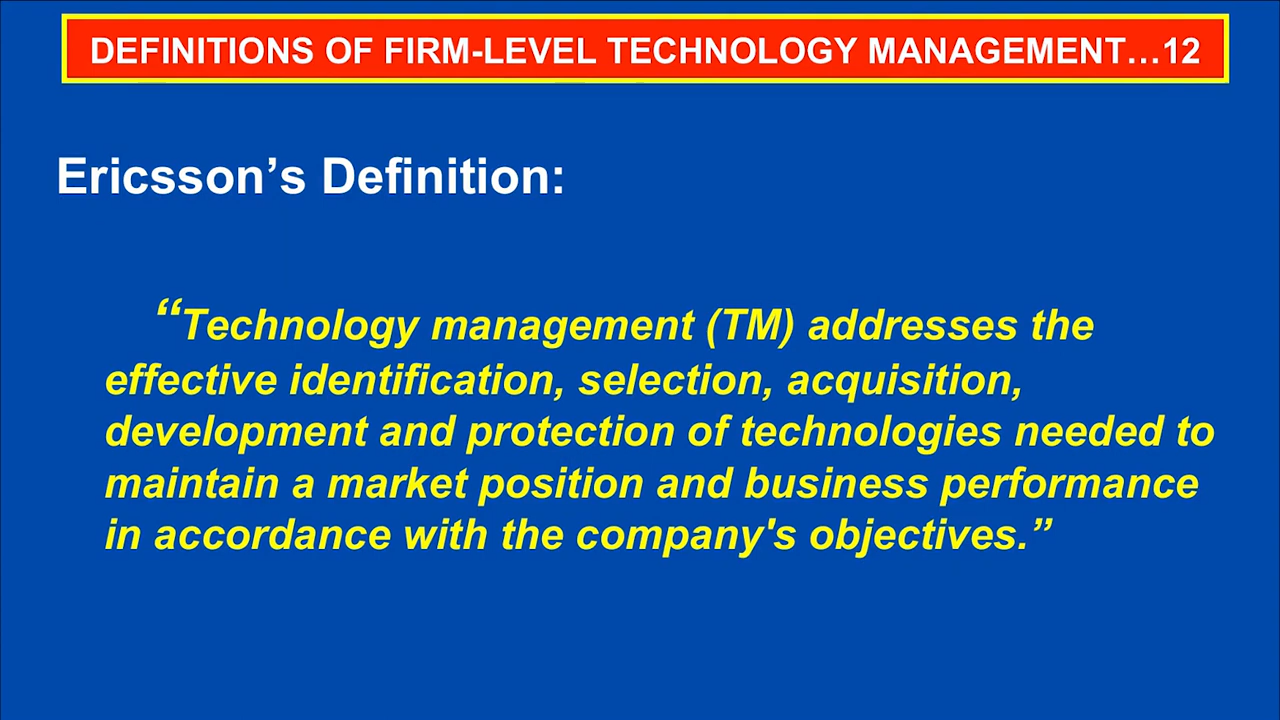 DEFINITIONS OF FIRM-LEVEL TECHNOLOGY MANAGEMENT…12
Ericsson’s Definition:
“Technology management (TM) addresses the
effective identification, selection, acquisition,
development and protection of technologies needed to
maintain a market position and business performance
in accordance with the company's objectives.”